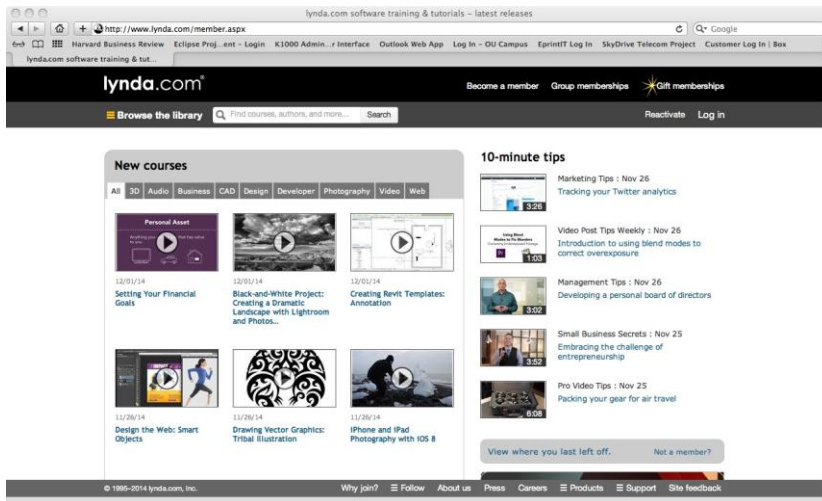 lynda.com software training & tutorials – latest releases
http://www.lynda.com/member.aspx
Google
Harvard Business Review Eclipse Proj...ent – Login K1000 Admin...r Interface Outlook Web App Log In – OU Campus EprintIT Log In SkyDrive Telecom Project Customer Log In | Box
lynda.com software training & tut...
lynda.com
Become a member Group memberships Gift memberships
Browse the library Find courses, authors, and more... Search Reactivate Log in
New courses
All 3D Audio Business CAD Design Developer Photography Video Web
Personal Asset
12/01/14
Setting Your Financial
Goals
12/01/14
Black-and-White Project:
Creating a Dramatic
Landscape with Lightroom
and Photos...
12/01/14
Creating Revit Templates:
Annotation
11/26/14
Design the Web: Smart
Objects
11/26/14
Drawing Vector Graphics:
Tribal Illustration
11/26/14
iPhone and iPad
Photography with iOS 8
10-minute tips
3:26
Marketing Tips : Nov 26
Tracking your Twitter analytics
Using Blend
Modes to Fix Blunders
Pr
1:03
Video Post Tips Weekly : Nov 26
Introduction to using blend modes to
correct overexposure
3:02
Management Tips : Nov 26
Developing a personal board of directors
3:52
Small Business Secrets : Nov 25
Embracing the challenge of
entrepreneurship
6:08
Pro Video Tips : Nov 25
Packing your gear for air travel
View where you last left off. Not a member?
© 1995–2014 lynda.com, Inc. Why join? Follow About us Press Careers Products Support Site feedback